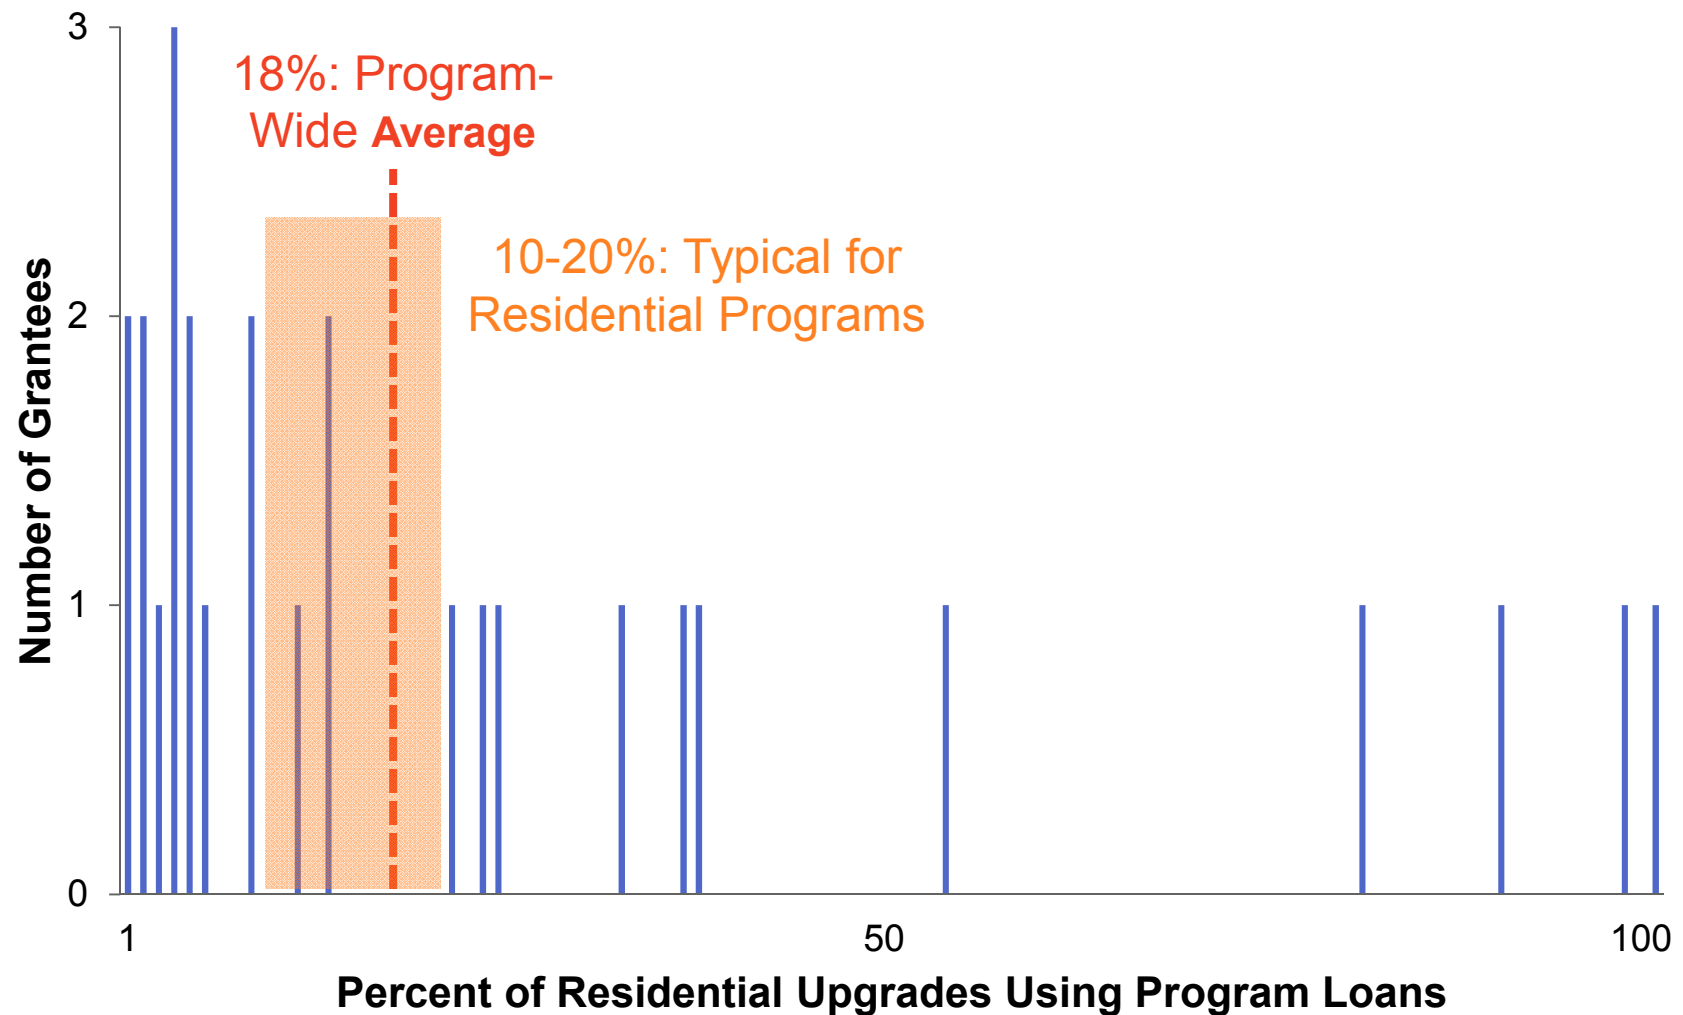 3
18%: Program-
Wide Average
10-20%: Typical for
Residential Programs
2
1
0
Number of Grantees
1
50
100
Percent of Residential Upgrades Using Program Loans